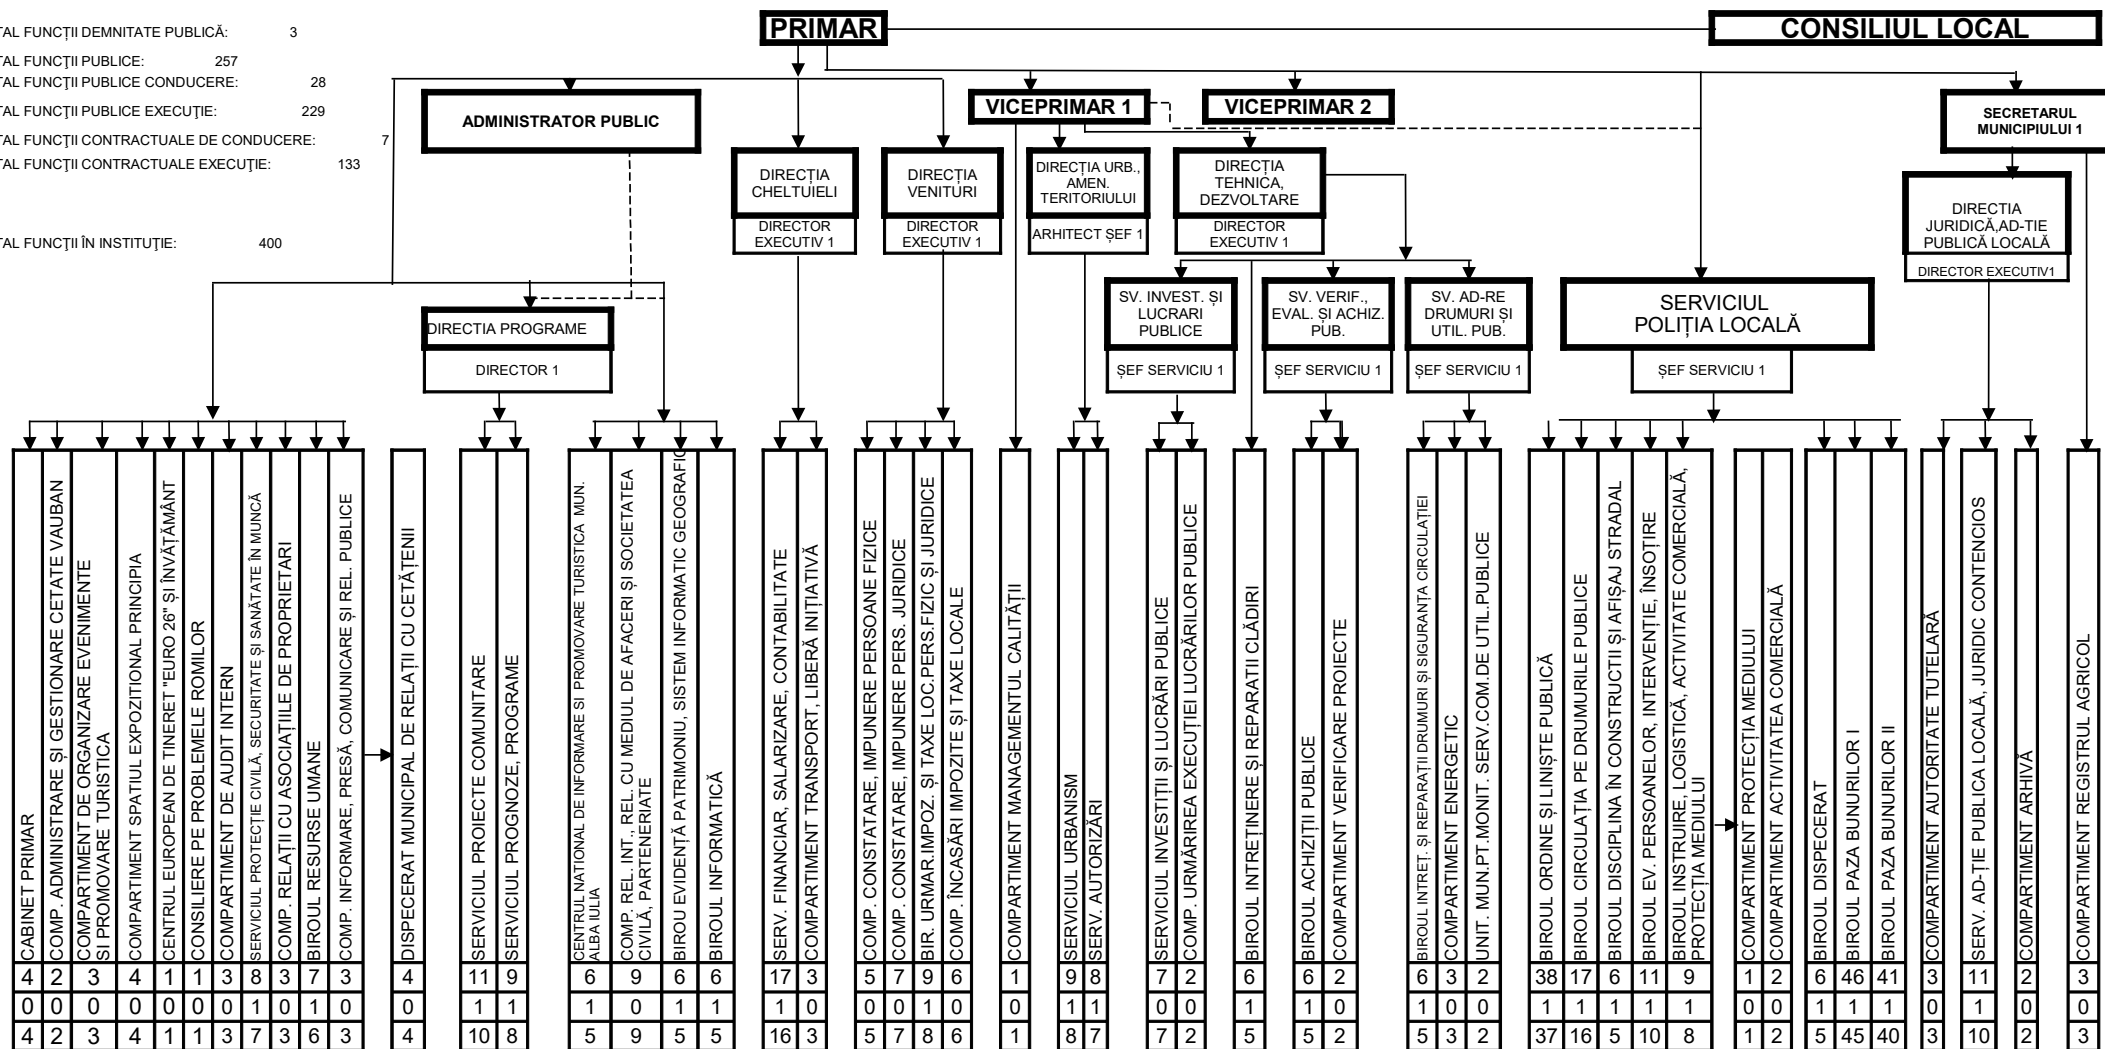 TAL FUNCȚII DEMNITATE PUBLICĂ: 3
TAL FUNCŢII PUBLICE: 257
TAL FUNCŢII PUBLICE CONDUCERE: 28
TAL FUNCŢII PUBLICE EXECUŢIE: 229
TAL FUNCŢII CONTRACTUALE DE CONDUCERE: 7
TAL FUNCŢII CONTRACTUALE EXECUŢIE: 133
TAL FUNCŢII ÎN INSTITUŢIE: 400
PRIMAR
CONSILIUL LOCAL
ADMINISTRATOR PUBLIC
VICEPRIMAR 1
VICEPRIMAR 2
SECRETARUL
MUNICIPIULUI 1
DIRECȚIA
CHELTUIELI
DIRECTOR
EXECUTIV 1
DIRECȚIA
VENITURI
DIRECTOR
EXECUTIV 1
DIRECȚIA URB.,
AMEN.
TERITORIULUI
ARHITECT ȘEF 1
DIRECȚIA
TEHNICA,
DEZVOLTARE
DIRECTOR
EXECUTIV 1
DIRECTIA
JURIDICĂ,AD-TIE
PUBLICĂ LOCALĂ
DIRECTOR EXECUTIV1
DIRECTIA PROGRAME
DIRECTOR 1
SV. INVEST. ȘI
LUCRARI
PUBLICE
ȘEF SERVICIU 1
SV. VERIF.,
EVAL. ȘI ACHIZ.
PUB.
ȘEF SERVICIU 1
SV. AD-RE
DRUMURI ȘI
UTIL. PUB.
ȘEF SERVICIU 1
SERVICIUL
POLIȚIA LOCALĂ
ȘEF SERVICIU 1
CABINET PRIMAR
COMP. ADMINISTRARE ȘI GESTIONARE CETATE VAUBAN
COMPARTIMENT DE ORGANIZARE EVENIMENTE
SI PROMOVARE TURISTICA
COMPARTIMENT SPATIUL EXPOZITIONAL PRINCIPIA
CENTRUL EUROPEAN DE TINERET "EURO 26" ȘI ÎNVĂȚĂMÂNT
CONSILIERE PE PROBLEMELE ROMILOR
COMPARTIMENT DE AUDIT INTERN
SERVICIUL PROTECȚIE CIVILĂ, SECURITATE ȘI SANĂTATE ÎN MUNCĂ
COMP. RELAȚII CU ASOCIAȚIILE DE PROPRIETARI
BIROUL RESURSE UMANE
COMP. INFORMARE, PRESĂ, COMUNICARE ȘI REL. PUBLICE
DISPECERAT MUNICIPAL DE RELAȚII CU CETĂȚENII
SERVICIUL PROIECTE COMUNITARE
SERVICIUL PROGNOZE, PROGRAME
CENTRUL NATIONAL DE INFORMARE SI PROMOVARE TURISTICA MUN.
ALBA IULIA
COMP. REL. INT., REL. CU MEDIUL DE AFACERI ȘI SOCIETATEA
CIVILĂ, PARTENERIATE
BIROU EVIDENȚĂ PATRIMONIU, SISTEM INFORMATIC GEOGRAFIC
BIROUL INFORMATICĂ
SERV. FINANCIAR, SALARIZARE, CONTABILITATE
COMPARTIMENT TRANSPORT, LIBERĂ INIȚIATIVĂ
COMP. CONSTATARE, IMPUNERE PERSOANE FIZICE
COMP. CONSTATARE, IMPUNERE PERS. JURIDICE
BIR. URMAR.IMPOZ. ȘI TAXE LOC.PERS.FIZIC ȘI JURIDICE
COMP. ÎNCASĂRI IMPOZITE ȘI TAXE LOCALE
COMPARTIMENT MANAGEMENTUL CALITĂȚII
SERVICIUL URBANISM
SERV. AUTORIZĂRI
SERVICIUL INVESTIȚII ȘI LUCRĂRI PUBLICE
COMP. URMĂRIREA EXECUȚIEI LUCRĂRILOR PUBLICE
BIROUL INTREȚINERE ȘI REPARATII CLĂDIRI
BIROUL ACHIZIȚII PUBLICE
COMPARTIMENT VERIFICARE PROIECTE
BIROUL INTREȚ. ȘI REPARAȚII DRUMURI ȘI SIGURANȚA CIRCULAȚIEI
COMPARTIMENT ENERGETIC
UNIT. MUN.PT.MONIT. SERV.COM.DE UTIL.PUBLICE
BIROUL ORDINE ȘI LINIȘTE PUBLICĂ
BIROUL CIRCULAȚIA PE DRUMURILE PUBLICE
BIROUL DISCIPLINA ÎN CONSTRUCTII ȘI AFIȘAJ STRADAL
BIROUL EV. PERSOANELOR, INTERVENȚIE, ÎNSOȚIRE
BIROUL INSTRUIRE, LOGISTICĂ, ACTIVITATE COMERCIALĂ,
PROTECȚIA MEDIULUI
COMPARTIMENT PROTECȚIA MEDIULUI
COMPARTIMENT ACTIVITATEA COMERCIALĂ
BIROUL DISPECERAT
BIROUL PAZA BUNURILOR I
BIROUL PAZA BUNURILOR II
COMPARTIMENT AUTORITATE TUTELARĂ
SERV. AD-ȚIE PUBLICA LOCALĂ, JURIDIC CONTENCIOS
COMPARTIMENT ARHIVĂ
COMPARTIMENT REGISTRUL AGRICOL
4 2 3 4 1 1 3 8 3 7 3 4 11 9 6 9 6 6 17 3 5 7 9 6 1 9 8 7 2 6 6 2 6 3 2 38 17 6 11 9 1 2 6 46 41 3 11 2 3
0 0 0 0 0 0 0 1 0 1 0 0 1 1 1 0 1 1 1 0 0 0 1 0 0 1 1 0 0 1 1 0 1 0 0 1 1 1 1 1 0 0 1 1 1 0 1 0 0
4 2 3 4 1 1 3 7 3 6 3 4 10 8 5 9 5 5 16 3 5 7 8 6 1 8 7 7 2 5 5 2 5 3 2 37 16 5 10 8 1 2 5 45 40 3 10 2 3